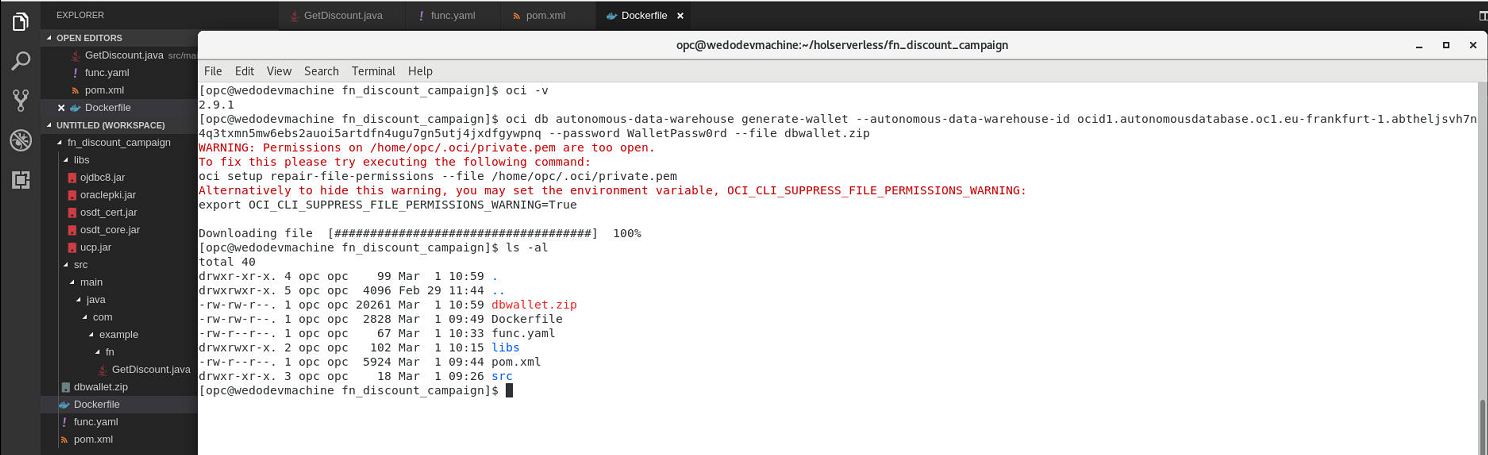 EXPLORER
GetDiscount.java
func.yaml
pom.xml
Dockerfile
OPEN EDITORS
GetDiscount.java src/ma
func.yaml
pom.xml
Dockerfile
UNTITLED (WORKSPACE)
fn_discount_campaign
libs
ojdbc8.jar
oraclepki.jar
osdt_cert.jar
osdt_core.jar
ucp.jar
src
main
java
com
example
fn
GetDiscount.java
dbwallet.zip
Dockerfile
func.yaml
pom.xml
opc@wedodevmachine:~/holserverless/fn_discount_campaign
File Edit View Search Terminal Help
[opc@wedodevmachine fn_discount_campaign]$ oci -v
2.9.1
[opc@wedodevmachine fn_discount_campaign]$ oci db autonomous-data-warehouse generate-wallet --autonomous-data-warehouse-id ocid1.autonomousdatabase.oc1.eu-frankfurt-1.abtheljsvh7n
4q3txmn5mw6ebs2auoi5artdfn4ugu7gn5utj4jxdfgywpnq --password WalletPassw0rd --file dbwallet.zip
WARNING: Permissions on /home/opc/.oci/private.pem are too open.
To fix this please try executing the following command:
oci setup repair-file-permissions --file /home/opc/.oci/private.pem
Alternatively to hide this warning, you may set the environment variable, OCI_CLI_SUPPRESS_FILE_PERMISSIONS_WARNING:
export OCI_CLI_SUPPRESS_FILE_PERMISSIONS_WARNING=True
Downloading file  [####################################]  100%
[opc@wedodevmachine fn_discount_campaign]$ ls -al
total 40
drwxr-xr-x. 4 opc opc    99 Mar  1 10:59 .
drwxrwxr-x. 5 opc opc  4096 Feb 29 11:44 ..
-rw-rw-r--. 1 opc opc 20261 Mar  1 10:59 dbwallet.zip
-rw-rw-r--. 1 opc opc  2828 Mar  1 09:49 Dockerfile
-rw-r--r--. 1 opc opc    67 Mar  1 10:33 func.yaml
drwxrwxr-x. 2 opc opc   102 Mar  1 10:15 libs
-rw-r--r--. 1 opc opc  5924 Mar  1 09:44 pom.xml
drwxr-xr-x. 3 opc opc    18 Mar  1 09:26 src
[opc@wedodevmachine fn_discount_campaign]$